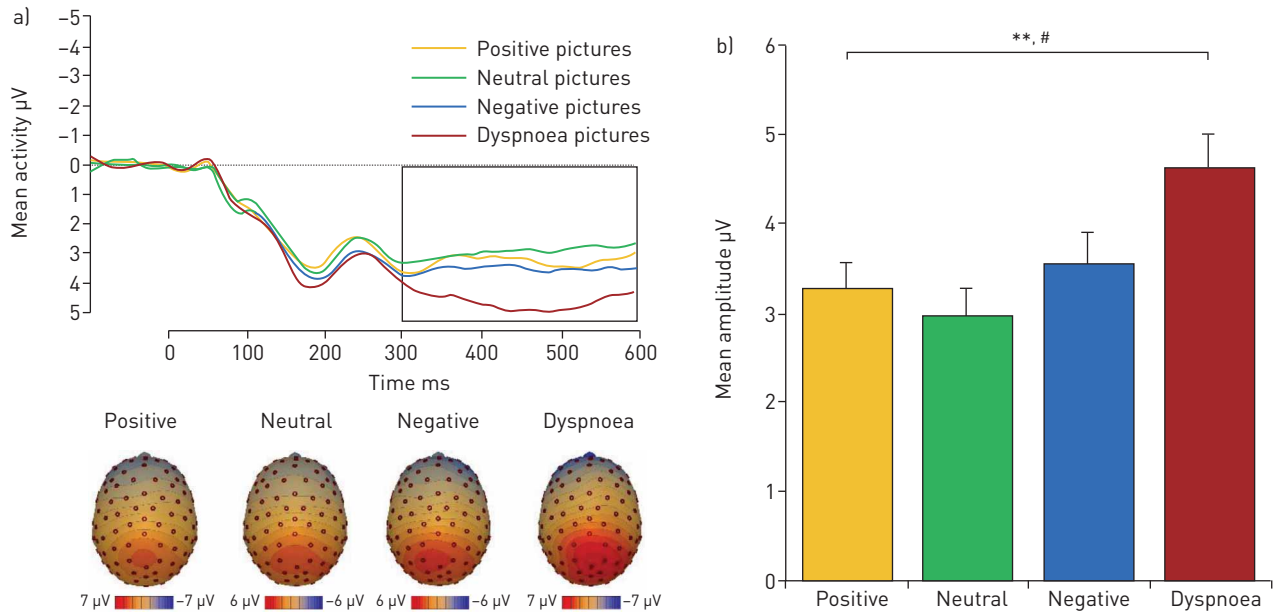 a)
–5
–4
–3
–2
–1
0
1
2
3
4
5
Mean activity µV
Positive pictures
Neutral pictures
Negative pictures
Dyspnoea pictures
0 100 200 300 400 500 600
Time ms
Positive Neutral Negative Dyspnoea
7 µV –7 µV 6 µV –6 µV 6 µV –6 µV 7 µV –7 µV
b)
6
5
4
3
2
1
0
Mean amplitude µV
**, #
Positive Neutral Negative Dyspnoea